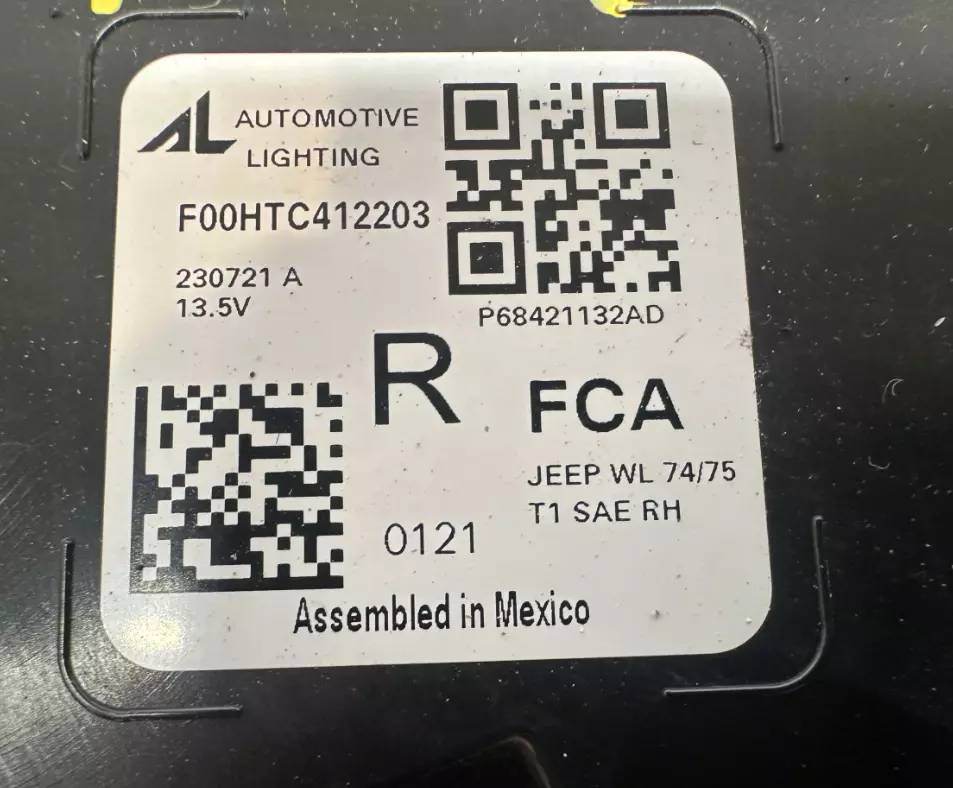 AL AUTOMOTIVE
LIGHTING
F00HTC412203
230721 A
13.5V
P68421132AD
R
FCA
JEEP WL 74/75
T1 SAE RH
0121
Assembled in Mexico